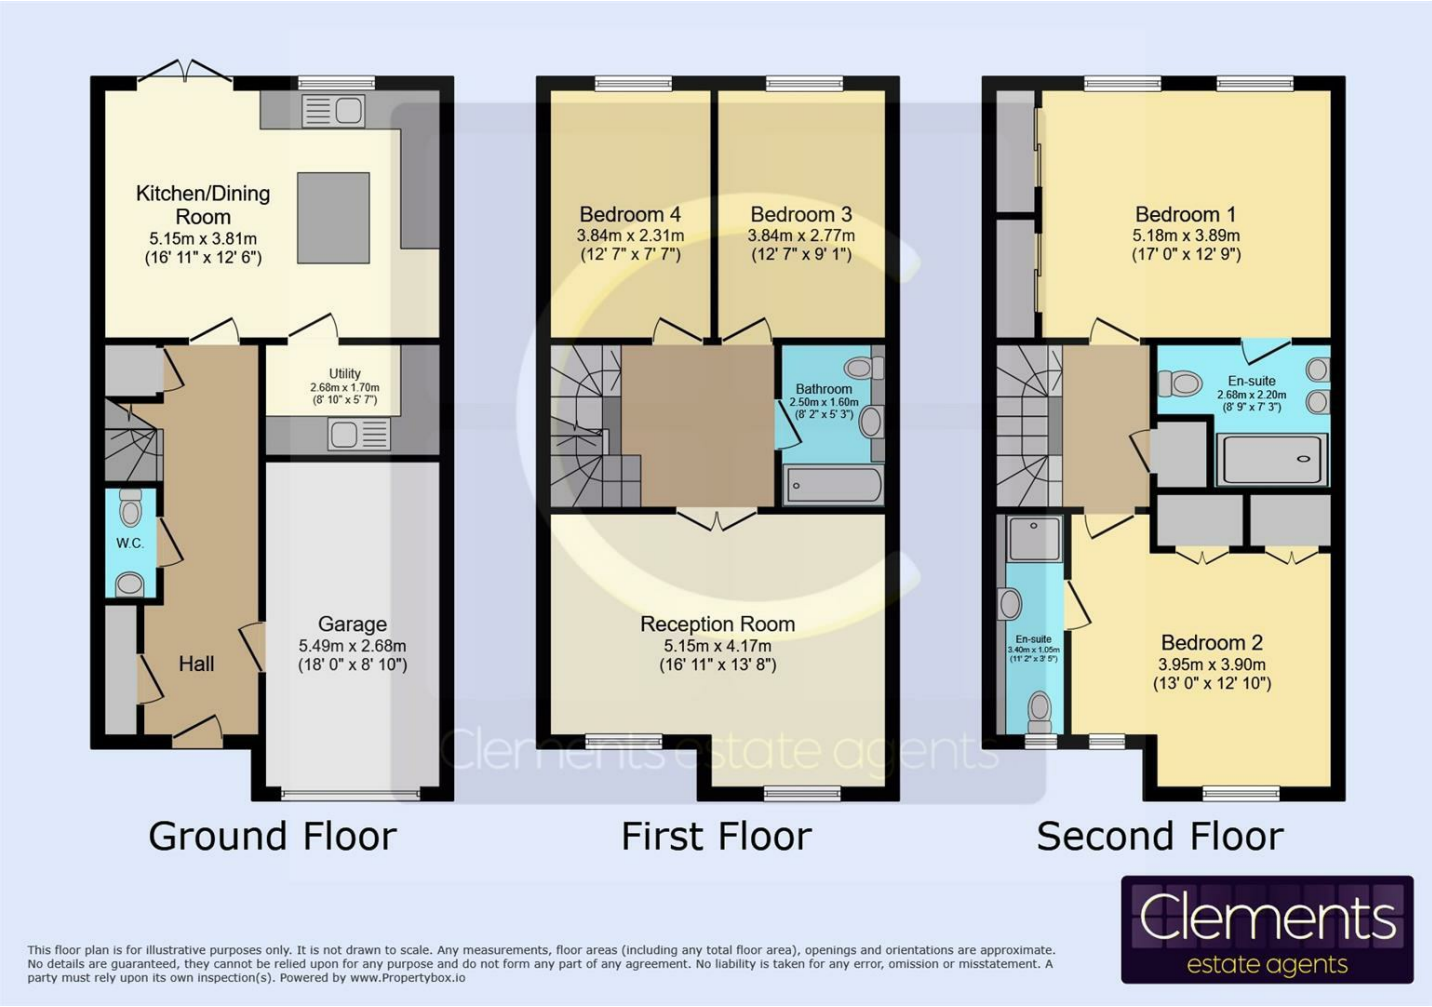 Kitchen/Dining
Room
5.15m x 3.81m
(16' 11" x 12' 6")
Utility
2.68m x 1.70m
(8' 10" x 5' 7")
W.C.
Hall
Garage
5.49m x 2.68m
(18' 0" x 8' 10")
Ground Floor
Bedroom 4
3.84m x 2.31m
(12' 7" x 7' 7")
Bedroom 3
3.84m x 2.77m
(12' 7" x 9' 1")
Bathroom
2.50m x 1.60m
(8' 2" x 5' 3")
Reception Room
5.15m x 4.17m
(16' 11" x 13' 8")
Clements estate agents
First Floor
Bedroom 1
5.18m x 3.89m
(17' 0" x 12' 9")
En-suite
2.68m x 2.20m
(8' 9" x 7' 3")
En-suite
3.40m x 1.05m
(11' 2" x 3' 5")
Bedroom 2
3.95m x 3.90m
(13' 0" x 12' 10")
Second Floor
Clements
estate agents
This floor plan is for illustrative purposes only. It is not drawn to scale. Any measurements, floor areas (including any total floor area), openings and orientations are approximate.
No details are guaranteed, they cannot be relied upon for any purpose and do not form any part of any agreement. No liability is taken for any error, omission or misstatement. A
party must rely upon its own inspection(s). Powered by www.Propertybox.io